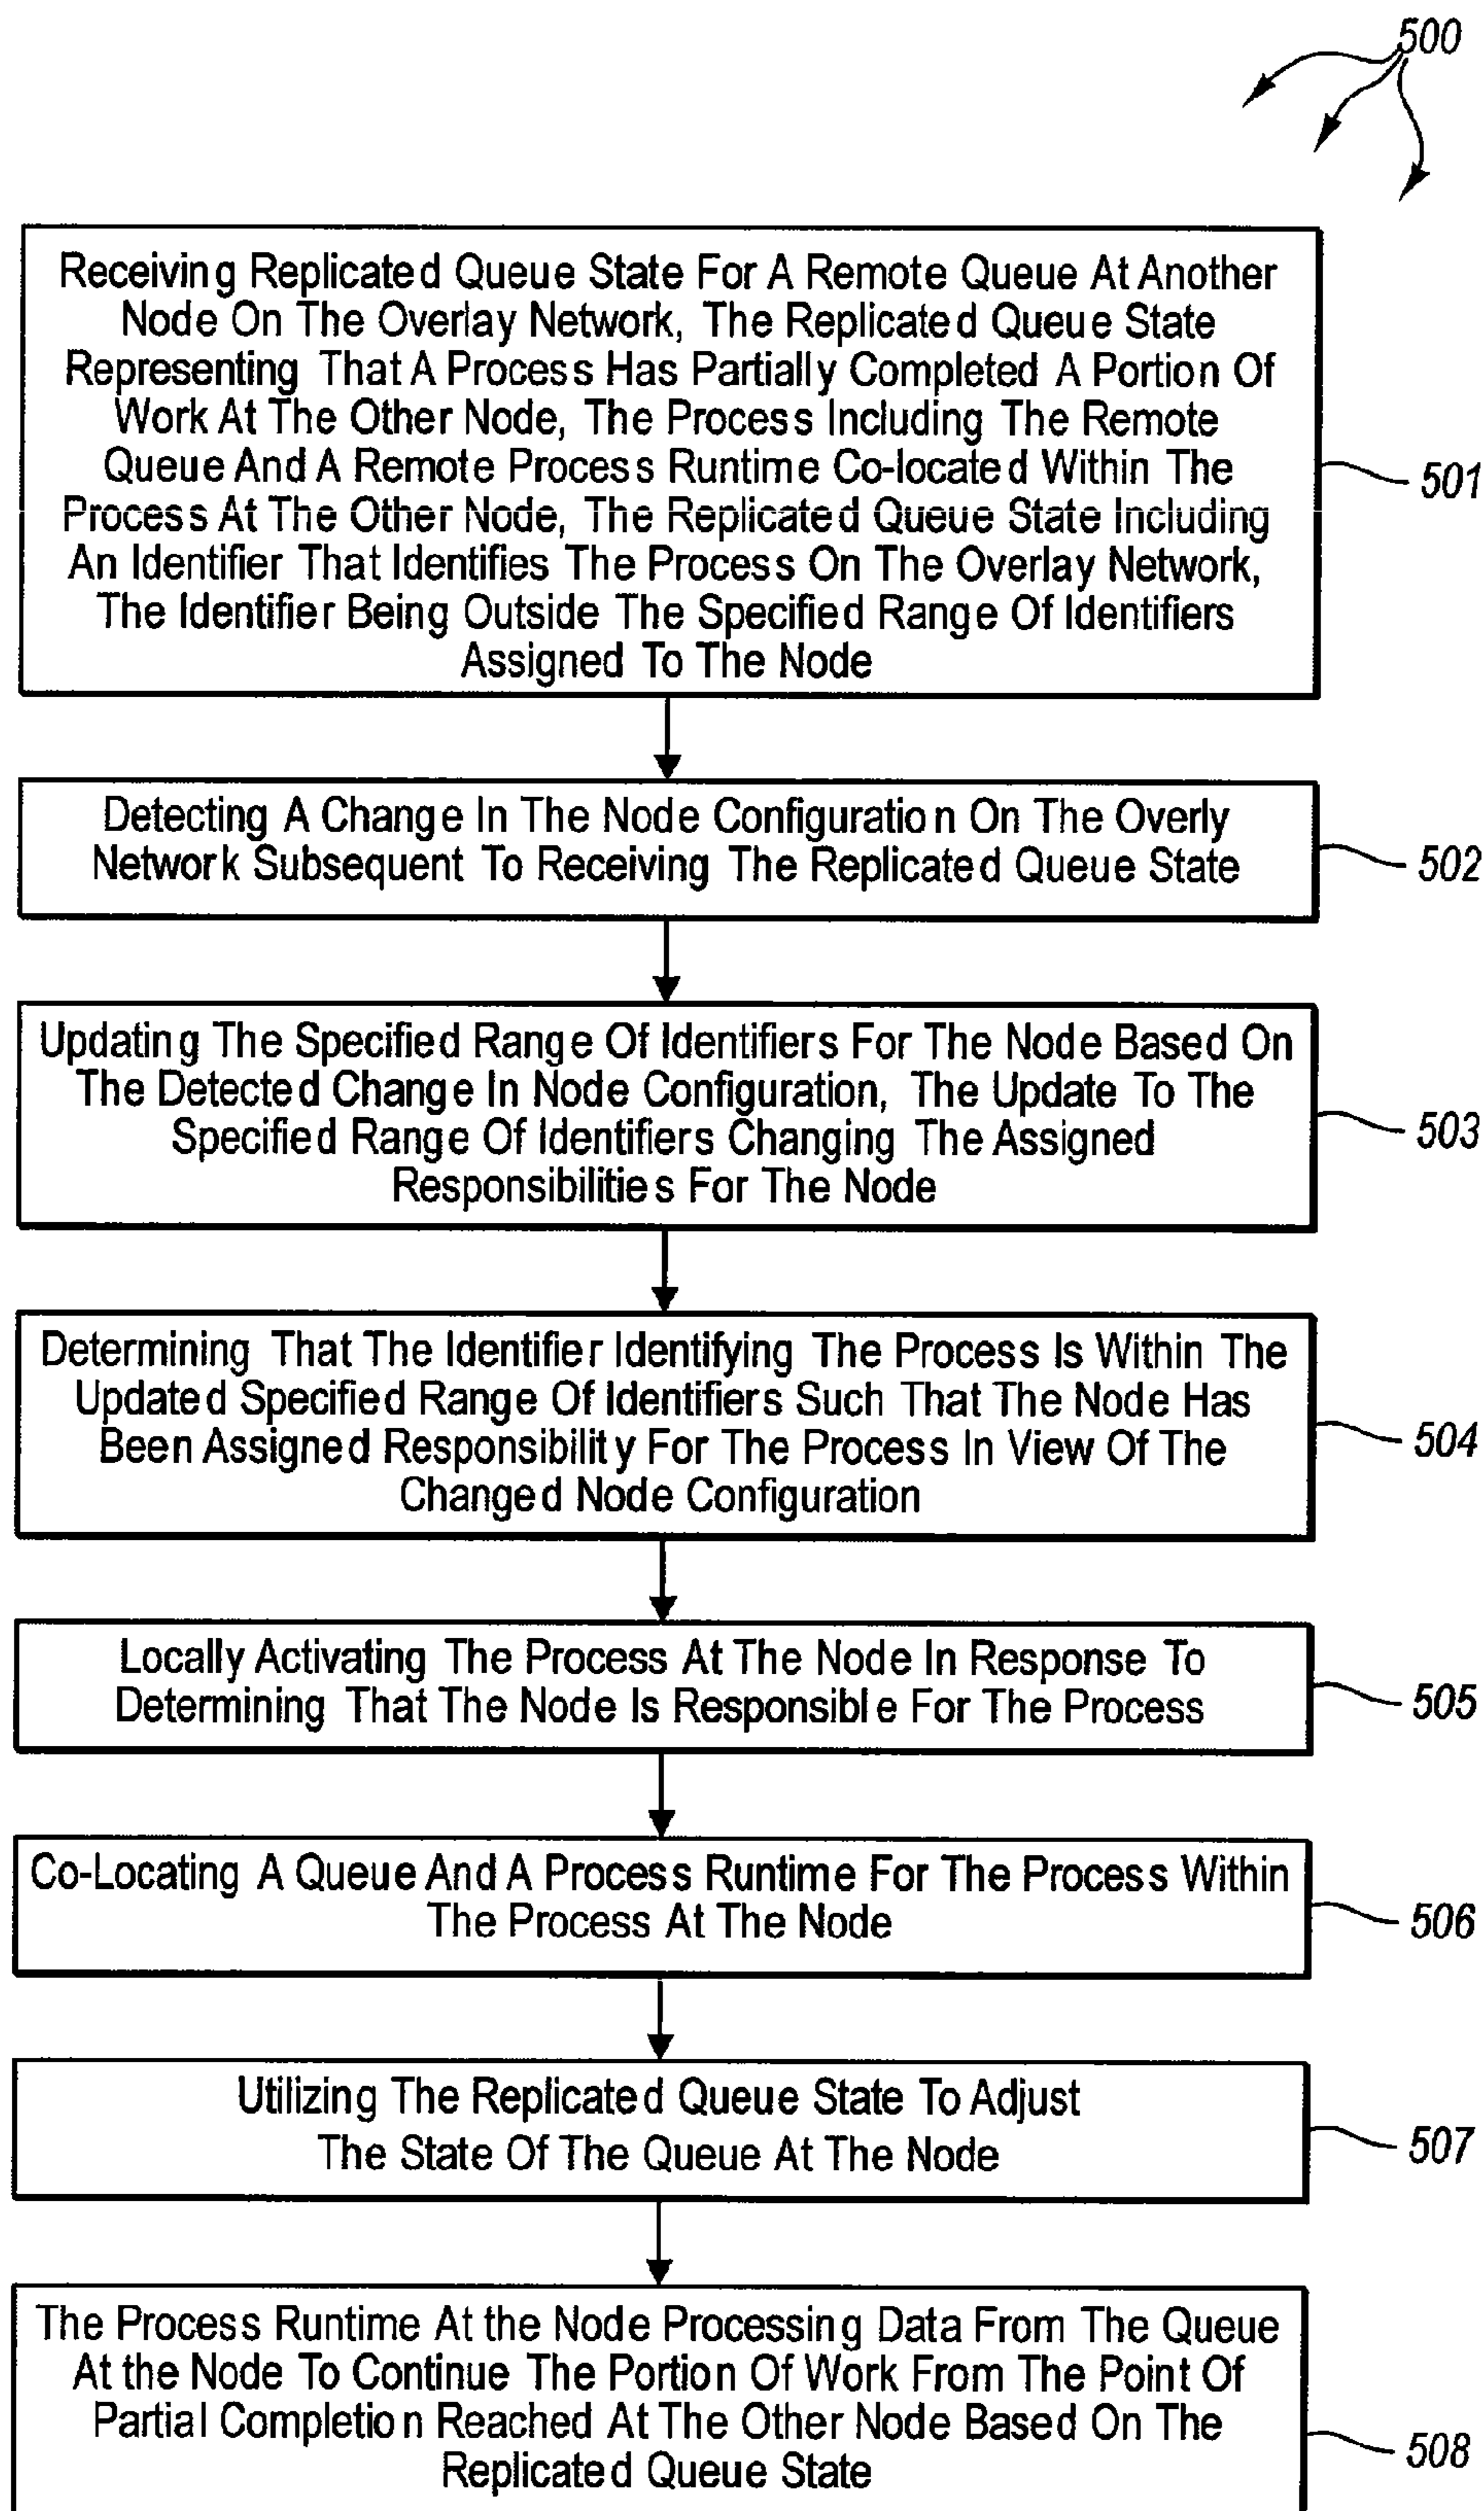 500
Receiving Replicated Queue State For A Remote Queue At Another
Node On The Overlay Network, The Replicated Queue State
Representing That A Process Has Partially Completed A Portion Of
Work At The Other Node, The Process Including The Remote
Queue And A Remote Process Runtime Co-located Within The
Process At The Other Node, The Replicated Queue State Including
An Identifier That Identifies The Process On The Overlay Network,
The Identifier Being Outside The Specified Range Of Identifiers
Assigned To The Node
501
Detecting A Change In The Node Configuration On The Overly
Network Subsequent To Receiving The Replicated Queue State
502
Updating The Specified Range Of Identifiers For The Node Based On
The Detected Change In Node Configuration, The Update To The
Specified Range Of Identifiers Changing The Assigned
Responsibilities For The Node
503
Determining That The Identifier Identifying The Process Is Within The
Updated Specified Range Of Identifiers Such That The Node Has
Been Assigned Responsibility For The Process In View Of The
Changed Node Configuration
504
Locally Activating The Process At The Node In Response To
Determining That The Node Is Responsible For The Process
505
Co-Locating A Queue And A Process Runtime For The Process Within
The Process At The Node
506
Utilizing The Replicated Queue State To Adjust
The State Of The Queue At The Node
507
The Process Runtime At the Node Processing Data From The Queue
At the Node To Continue The Portion Of Work From The Point Of
Partial Completion Reached At The Other Node Based On The
Replicated Queue State
508